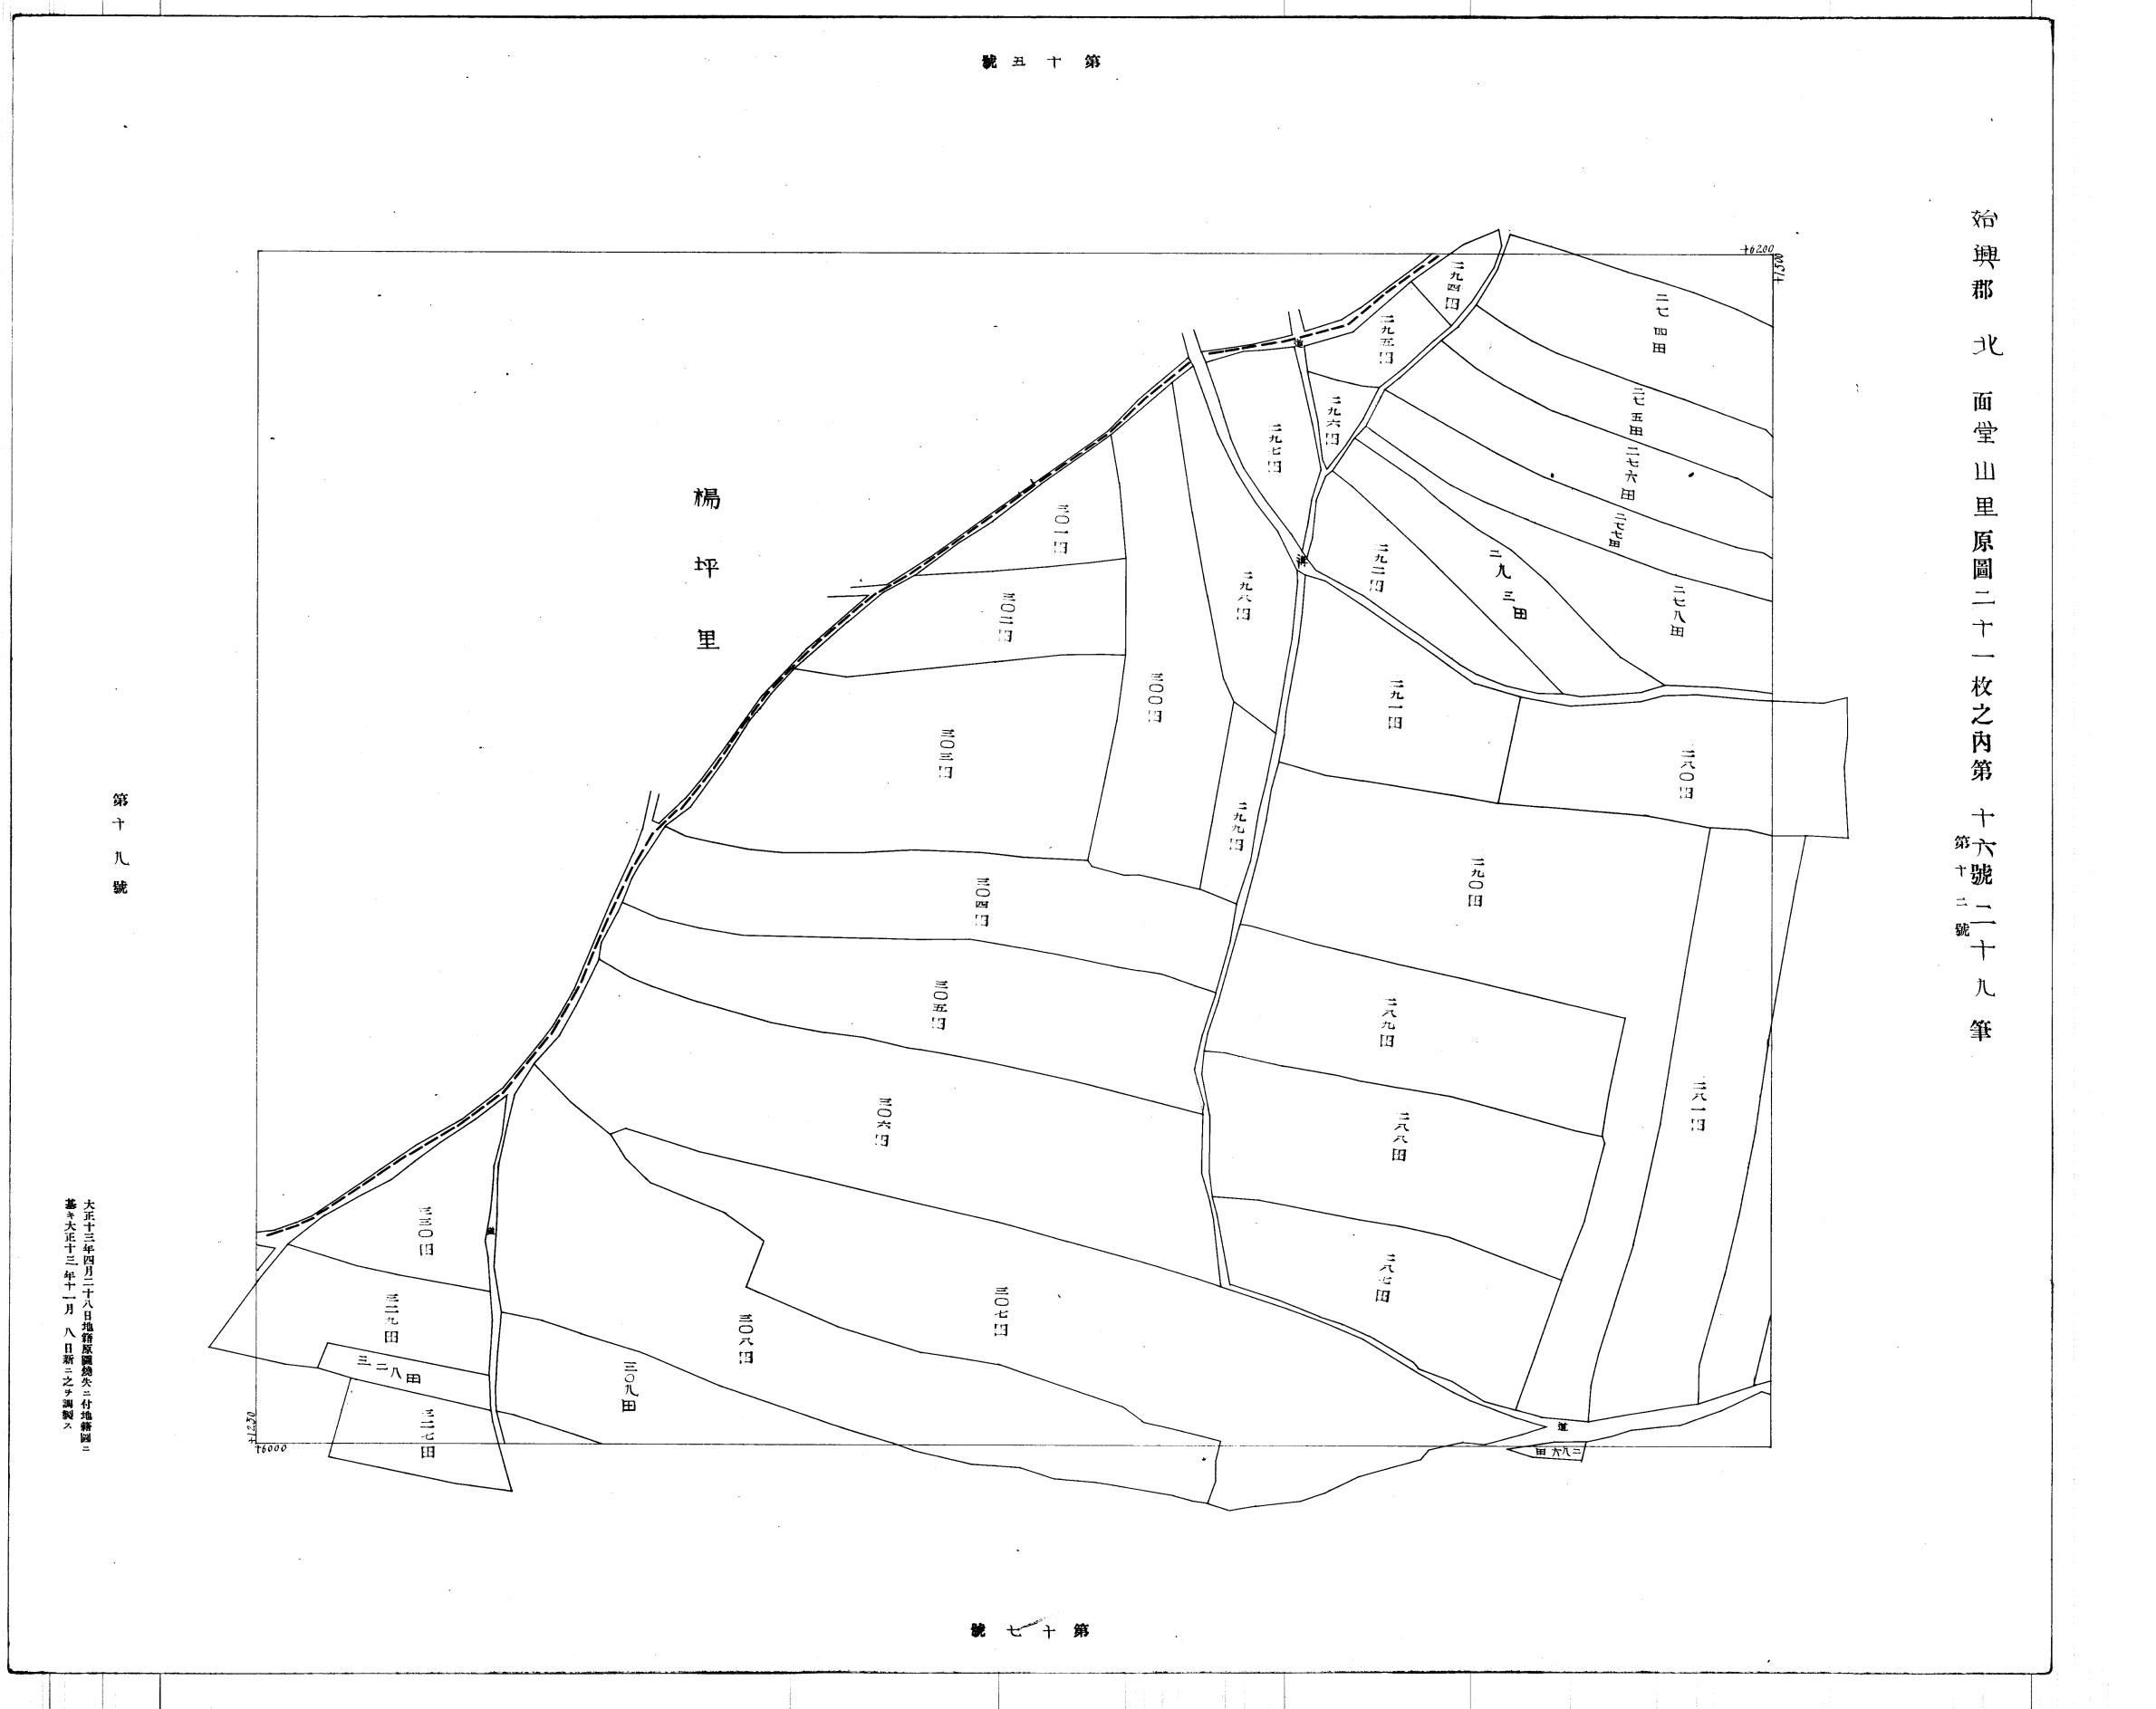 始興郡 北 面堂山里原圖二十一枚之內第 十六號二十九 筆
第十二號
第十五號
第十九號
第十七號
大正十三年四月二十八日地籍原圖燒失ニ付地籍圖ニ
基キ大正十三年十一月 八日新ニ之ヲ調製ス
楊坪里
+6200
+1500
+1250
+6000
二七四田
二七五田
二七六田
二七七田
二七八田
二八〇田
二八一田
二八六田
二八七田
二八八田
二八九田
二九〇田
二九一田
二九二田
二九三田
二九四田
二九五田
二九六田
二九七田
二九八田
二九九田
三〇〇田
三〇一田
三〇二田
三〇三田
三〇四田
三〇五田
三〇六田
三〇七田
三〇八田
三〇九田
三二七田
三二八田
三二九田
三三〇田
道
溝
道
道